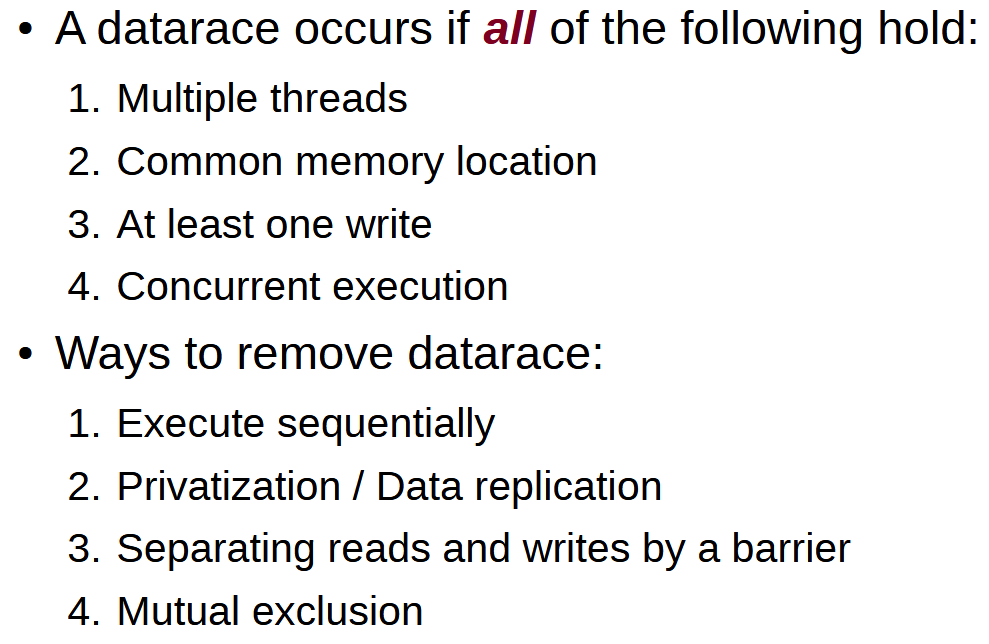 • A datarace occurs if all of the following hold:
1. Multiple threads
2. Common memory location
3. At least one write
4. Concurrent execution
• Ways to remove datarace:
1. Execute sequentially
2. Privatization / Data replication
3. Separating reads and writes by a barrier
4. Mutual exclusion